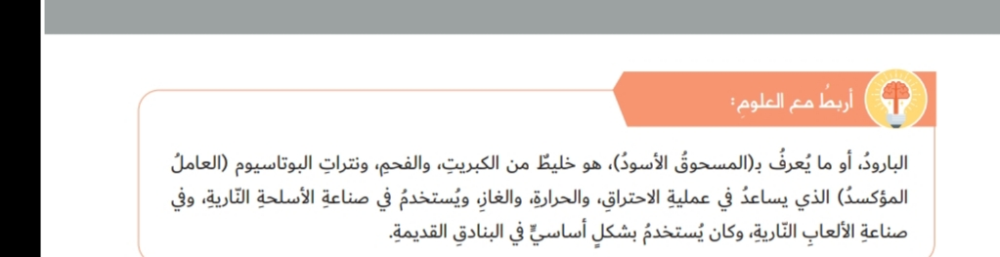 أربطُ مع العلومِ:
البارودُ، أو ما يُعرفُ بـ(المسحوقُ الأسودُ)، هو خليطٌ من الكبريتِ، والفحمِ، ونتراتِ البوتاسيوم (العاملُ
المؤكسدُ) الذي يساعدُ في عمليةِ الاحتراقِ، والحرارةِ، والغازِ، ويُستخدمُ في صناعةِ الأسلحةِ النّاريةِ، وفي
صناعةِ الألعابِ النّاريةِ، وكان يُستخدمُ بشكلٍ أساسيٍّ في البنادقِ القديمةِ.